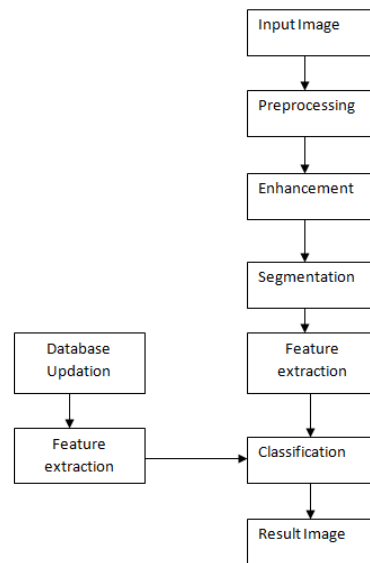 Input Image
Preprocessing
Enhancement
Segmentation
Database
Updation
Feature
extraction
Feature
extraction
Classification
Result Image